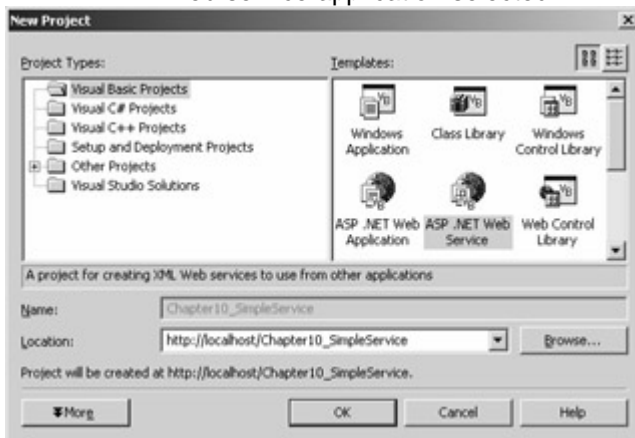 New Project
Project Types:
Visual Basic Projects
Visual C# Projects
Visual C++ Projects
Setup and Deployment Projects
Other Projects
Visual Studio Solutions
Templates:
Windows Application
Class Library
Windows Control Library
ASP .NET Web Application
ASP .NET Web Service
Web Control Library
A project for creating XML Web services to use from other applications
Name:
Chapter10_SimpleService
Location:
http://localhost/Chapter10_SimpleService
Browse...
Project will be created at http://localhost/Chapter10_SimpleService.
More
OK
Cancel
Help